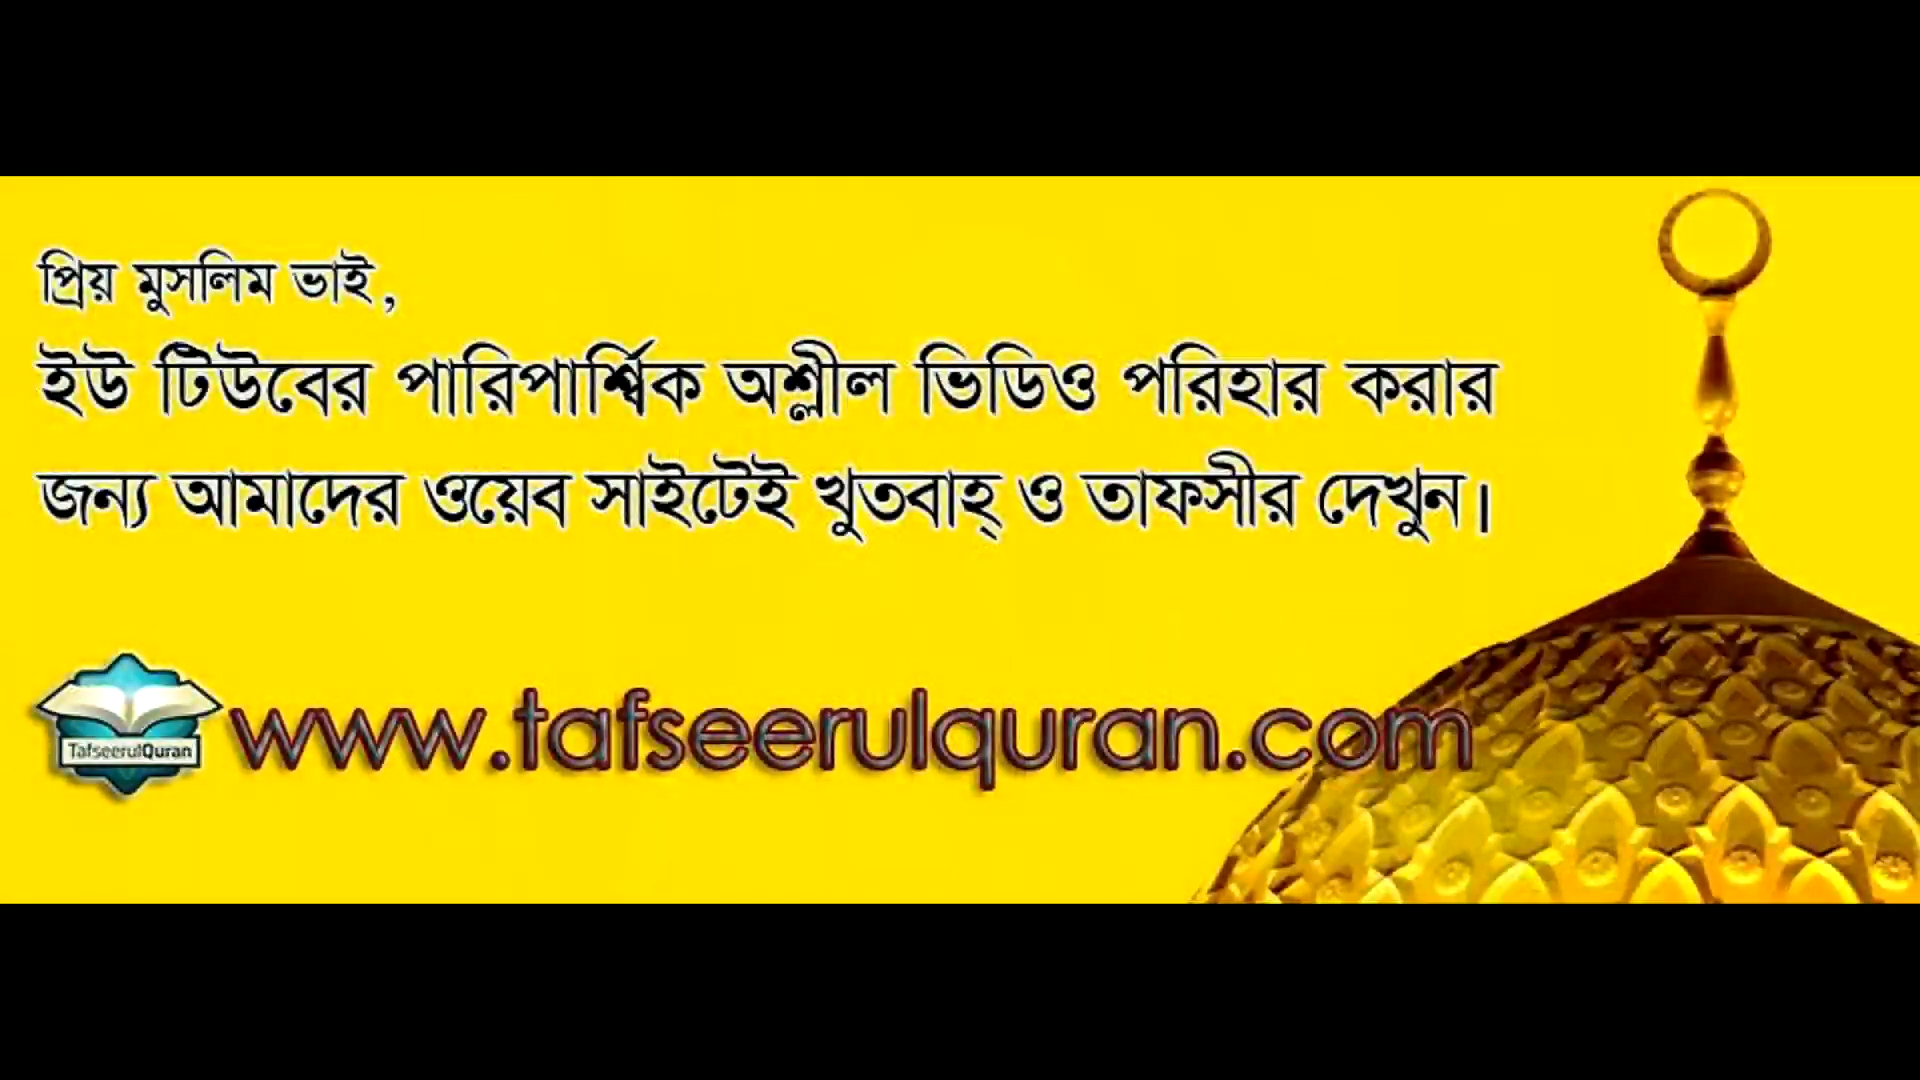 প্রিয় মুসলিম ভাই,
ইউ টিউবের পারিপার্শ্বিক অশ্লীল ভিডিও পরিহার করার
জন্য আমাদের ওয়েব সাইটেই খুতবাহ্ ও তাফসীর দেখুন।
TafseerulQuran
www.tafseerulquran.com